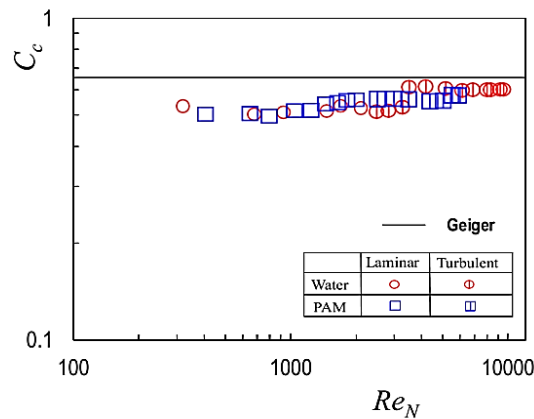 1
C_c
Geiger
Laminar Turbulent
Water
PAM
0.1
100 1000 10000
Re_N